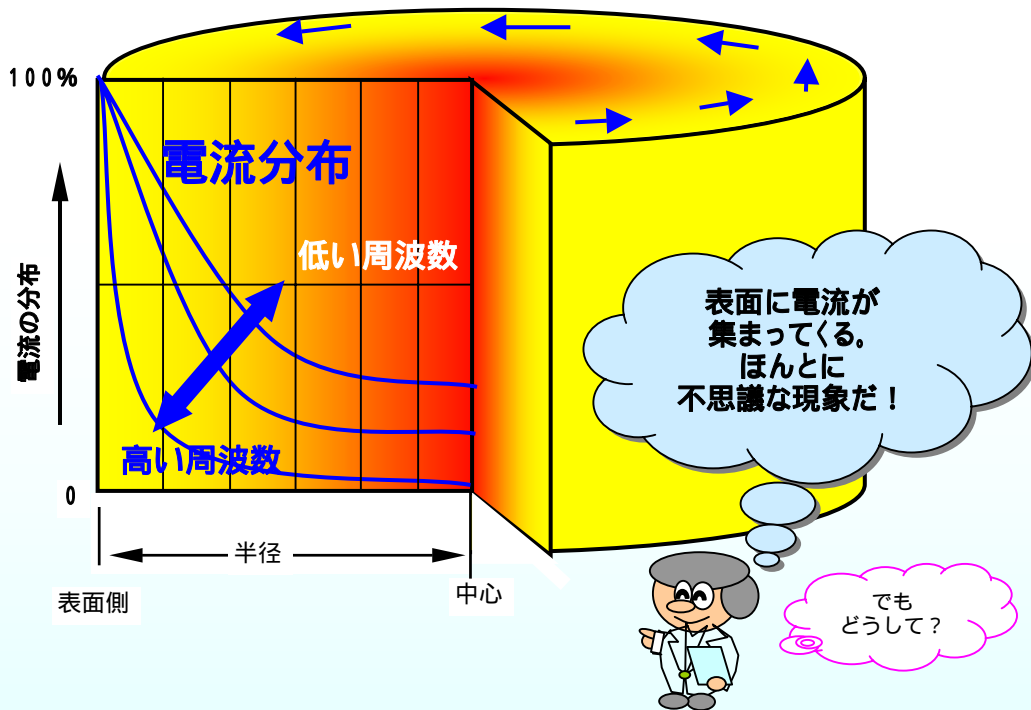 100%
電流分布
低い周波数
電流の分布
高い周波数
0
半径
表面側
中心
表面に電流が
集まってくる。
ほんとに
不思議な現象だ！
でも
どうして？